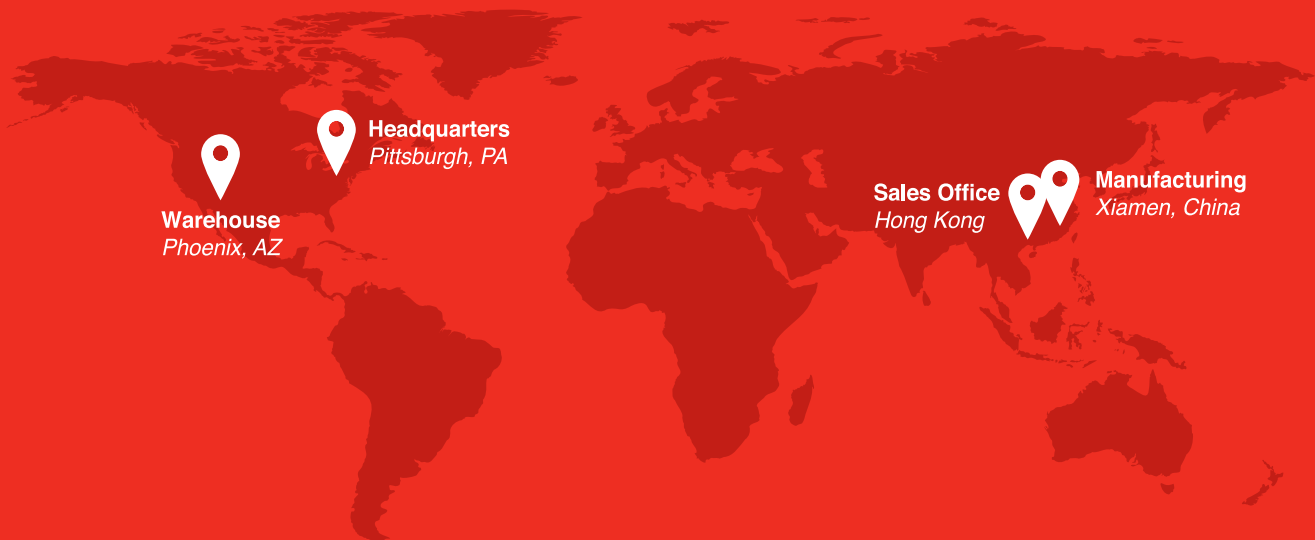 Headquarters
Pittsburgh, PA
Warehouse
Phoenix, AZ
Sales Office
Hong Kong
Manufacturing
Xiamen, China